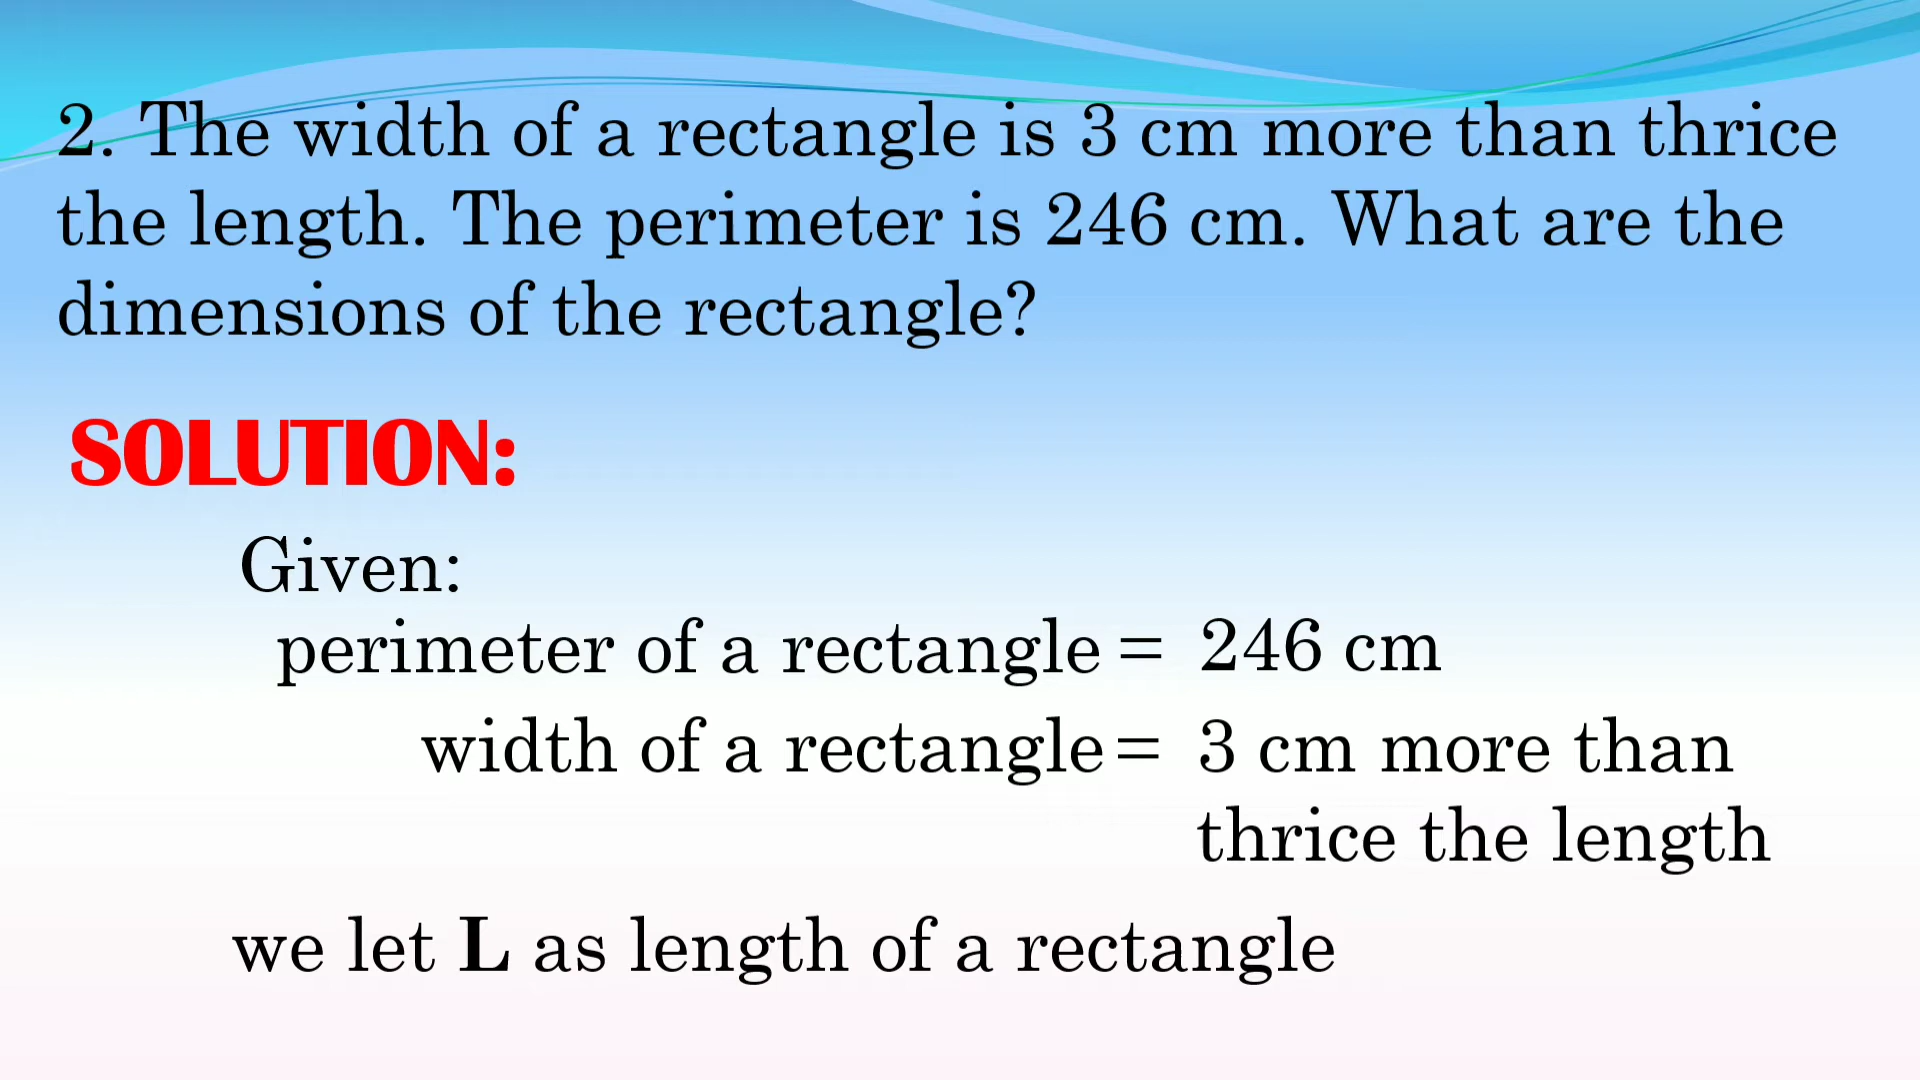 2. The width of a rectangle is 3 cm more than thrice
the length. The perimeter is 246 cm. What are the
dimensions of the rectangle?
SOLUTION:
Given:
perimeter of a rectangle = 246 cm
width of a rectangle = 3 cm more than
thrice the length
we let L as length of a rectangle